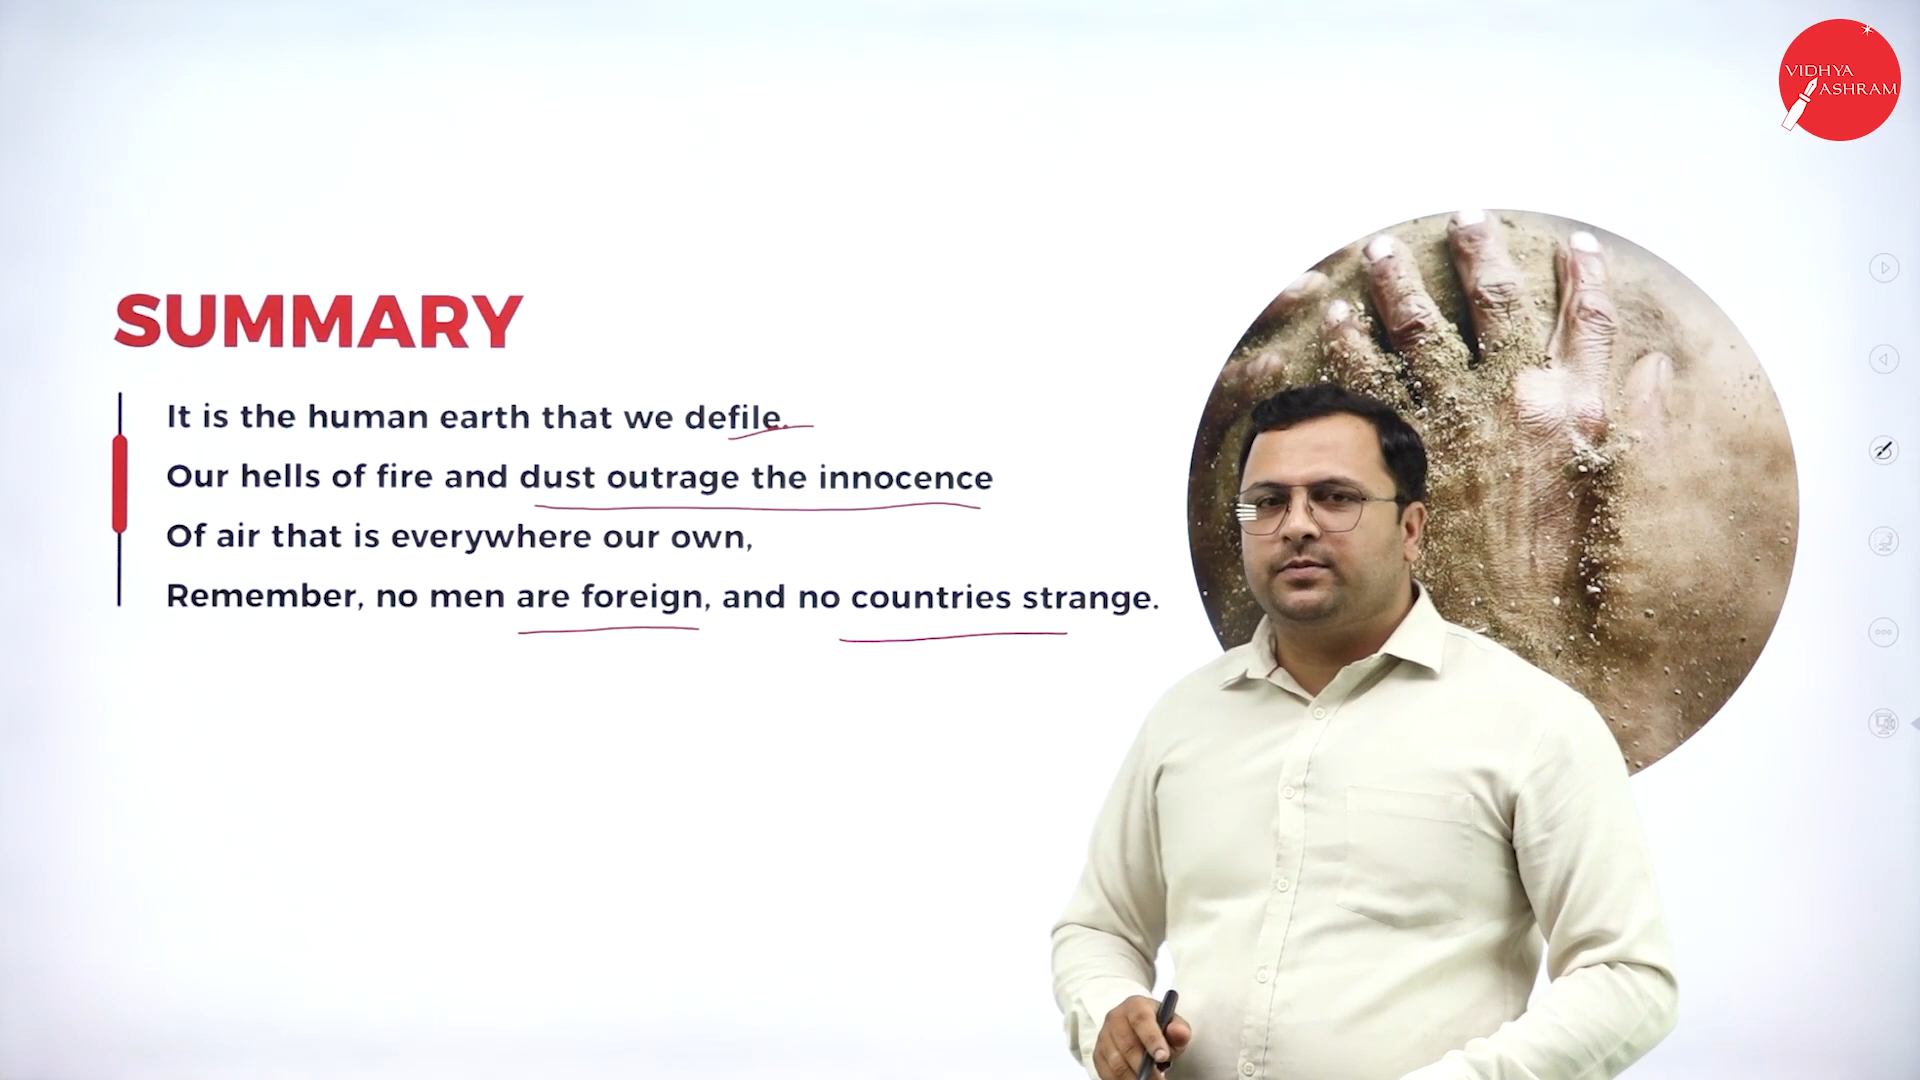 VIDHYA
ASHRAM
SUMMARY
It is the human earth that we defile.
Our hells of fire and dust outrage the innocence
Of air that is everywhere our own,
Remember, no men are foreign, and no countries strange.